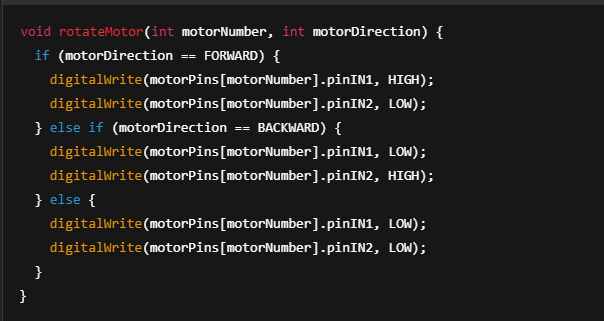 void rotateMotor(int motorNumber, int motorDirection) {
  if (motorDirection == FORWARD) {
    digitalWrite(motorPins[motorNumber].pinIN1, HIGH);
    digitalWrite(motorPins[motorNumber].pinIN2, LOW);
  } else if (motorDirection == BACKWARD) {
    digitalWrite(motorPins[motorNumber].pinIN1, LOW);
    digitalWrite(motorPins[motorNumber].pinIN2, HIGH);
  } else {
    digitalWrite(motorPins[motorNumber].pinIN1, LOW);
    digitalWrite(motorPins[motorNumber].pinIN2, LOW);
  }
}